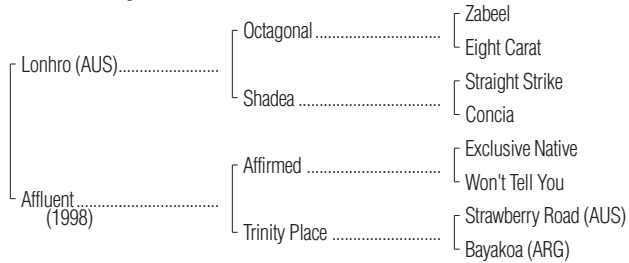 Zabeel
Octagonal
Eight Carat
Lonhro (AUS)
Straight Strike
Shadea
Concia
Exclusive Native
Affirmed
Won't Tell You
Affluent
(1998)
Strawberry Road (AUS)
Trinity Place
Bayakoa (ARG)